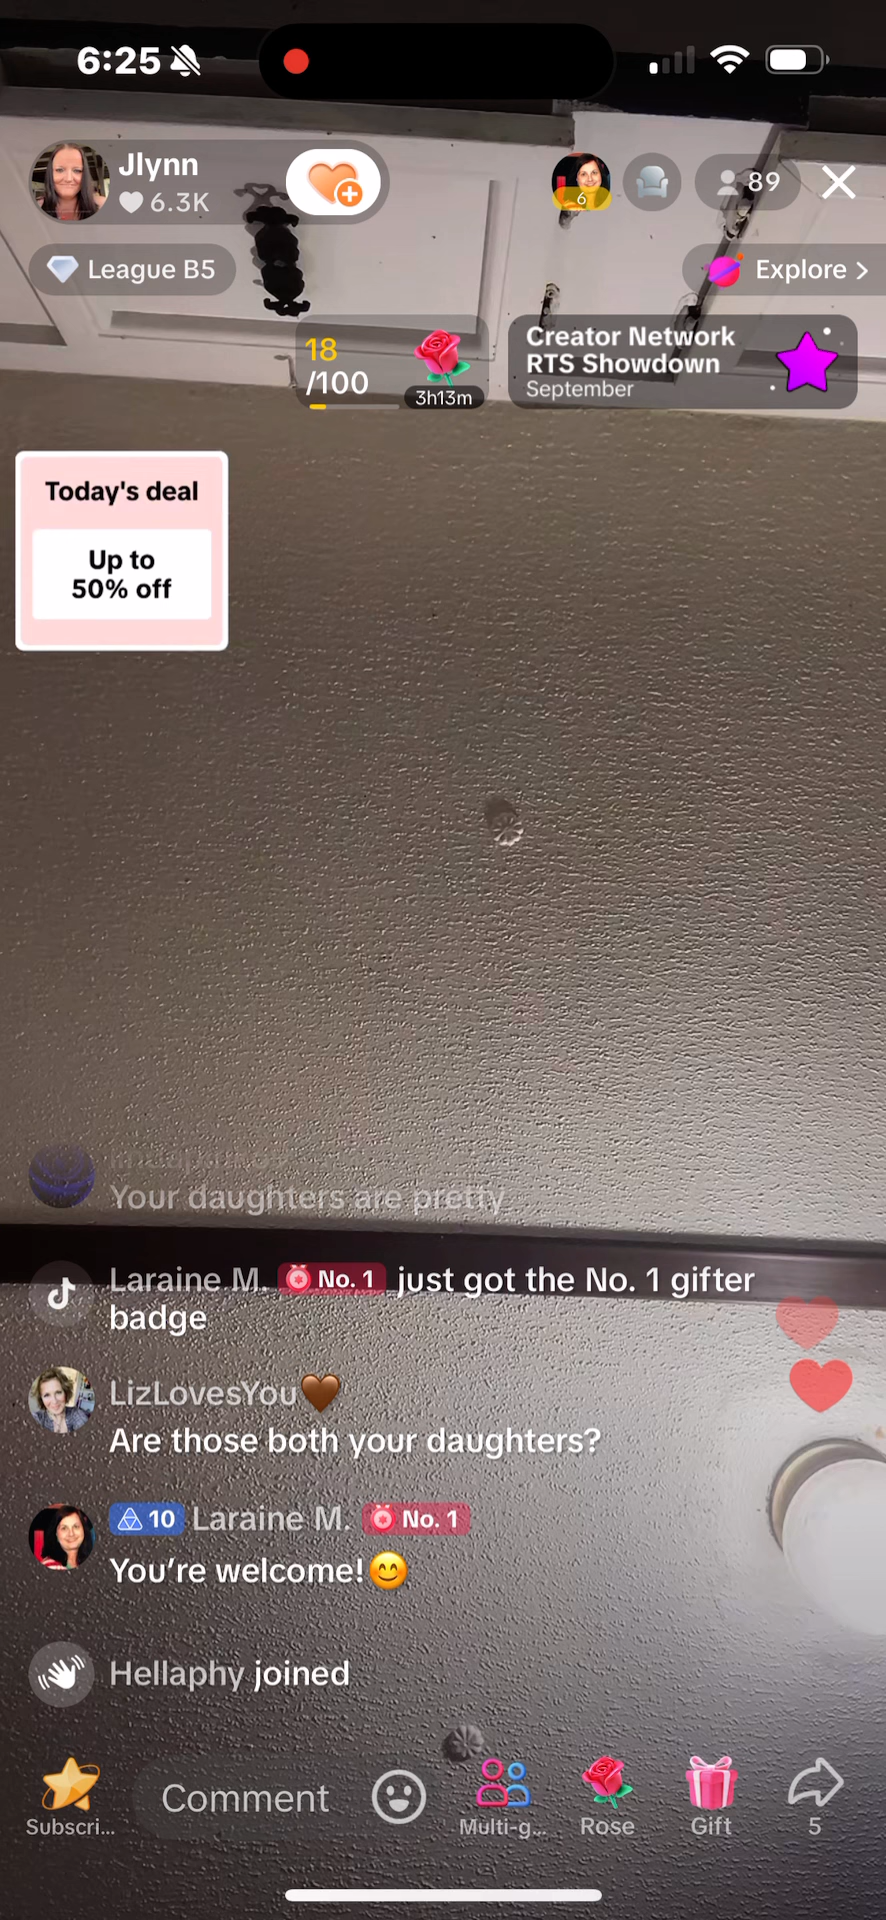 6:25
Jlynn
6.3K
6
89
League B5
Explore >
18
/100
3h13m
Creator Network
RTS Showdown
September
Today's deal
Up to
50% off
Your daughters are pretty
Laraine M. No. 1 just got the No. 1 gifter
badge
LizLovesYou🤎
Are those both your daughters?
10 Laraine M. No. 1
You're welcome!😊
Hellaphy joined
Subscri...
Comment
Multi-g...
Rose
Gift
5